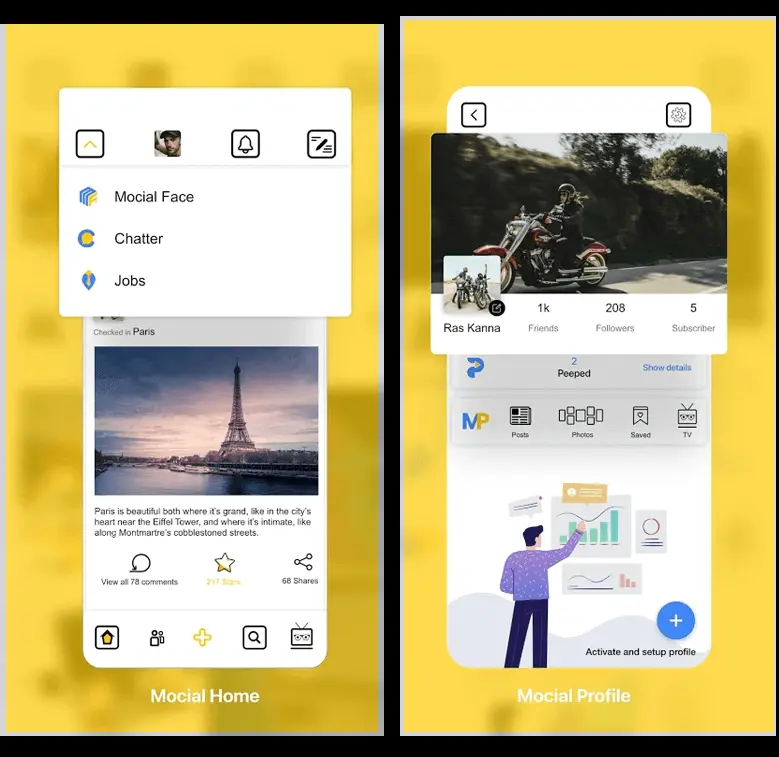 Mocial Face
Chatter
Jobs
Checked in Paris
Paris is beautiful both where it's grand, like in the city's
heart near the Eiffel Tower, and where it's intimate, like
along Montmartre's cobblestoned streets.
View all 78 comments
217 Stars
68 Shares
Mocial Home
Ras Kanna
1k
Friends
208
Followers
5
Subscriber
2
Peeped
Show details
MP
Posts
Photos
Saved
TV
Activate and setup profile
Mocial Profile